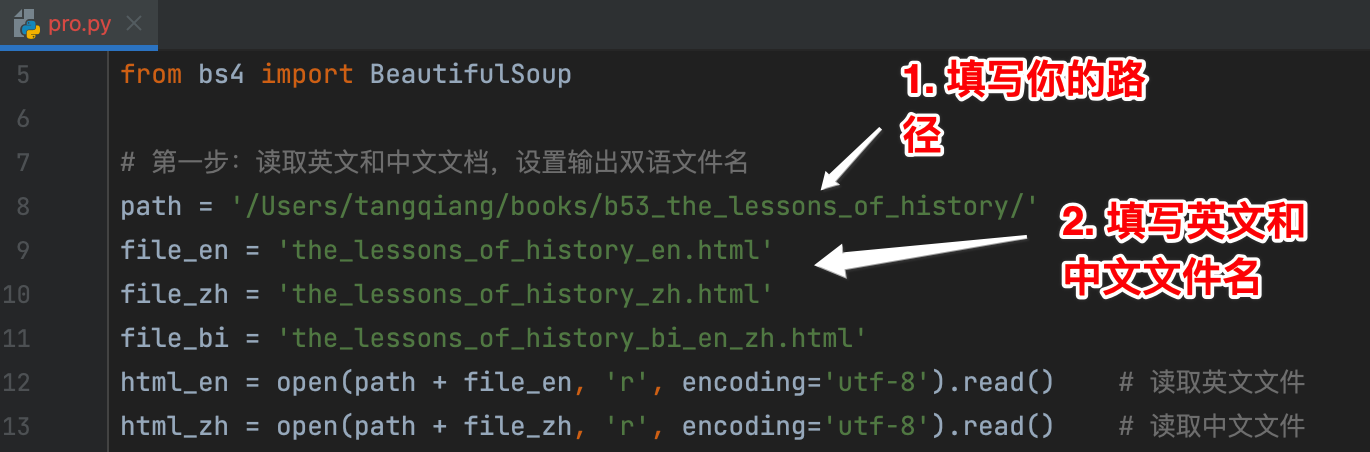 pro.py
1. 填写你的路
径
5 from bs4 import BeautifulSoup
6
7 # 第一步：读取英文和中文文档，设置输出双语文件名
8 path = '/Users/tangqiang/books/b53_the_lessons_of_history/'
2. 填写英文和
中文文件名
9 file_en = 'the_lessons_of_history_en.html'
10 file_zh = 'the_lessons_of_history_zh.html'
11 file_bi = 'the_lessons_of_history_bi_en_zh.html'
12 html_en = open(path + file_en, 'r', encoding='utf-8').read() # 读取英文文件
13 html_zh = open(path + file_zh, 'r', encoding='utf-8').read() # 读取中文文件